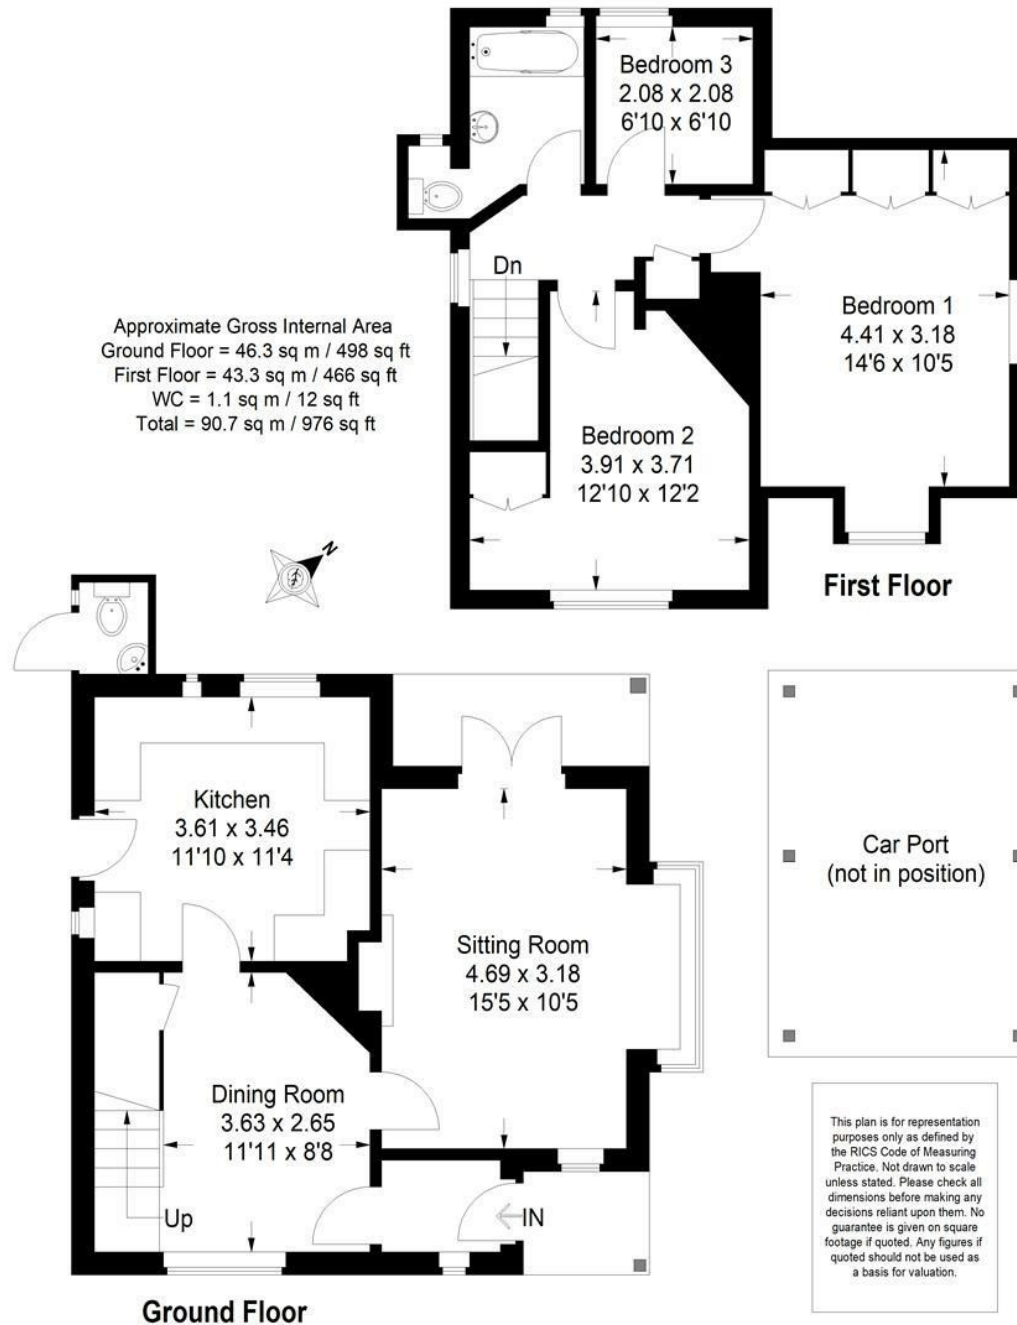 Bedroom 3
2.08 x 2.08
6'10 x 6'10
Dn
Bedroom 1
4.41 x 3.18
14'6 x 10'5
Approximate Gross Internal Area
Ground Floor = 46.3 sq m / 498 sq ft
First Floor = 43.3 sq m / 466 sq ft
WC = 1.1 sq m / 12 sq ft
Total = 90.7 sq m / 976 sq ft
Bedroom 2
3.91 x 3.71
12'10 x 12'2
First Floor
N
Kitchen
3.61 x 3.46
11'10 x 11'4
Car Port
(not in position)
Sitting Room
4.69 x 3.18
15'5 x 10'5
Dining Room
3.63 x 2.65
11'11 x 8'8
Up
IN
Ground Floor
This plan is for representation
purposes only as defined by
the RICS Code of Measuring
Practice. Not drawn to scale
unless stated. Please check all
dimensions before making any
decisions reliant upon them. No
guarantee is given on square
footage if quoted. Any figures if
quoted should not be used as
a basis for valuation.